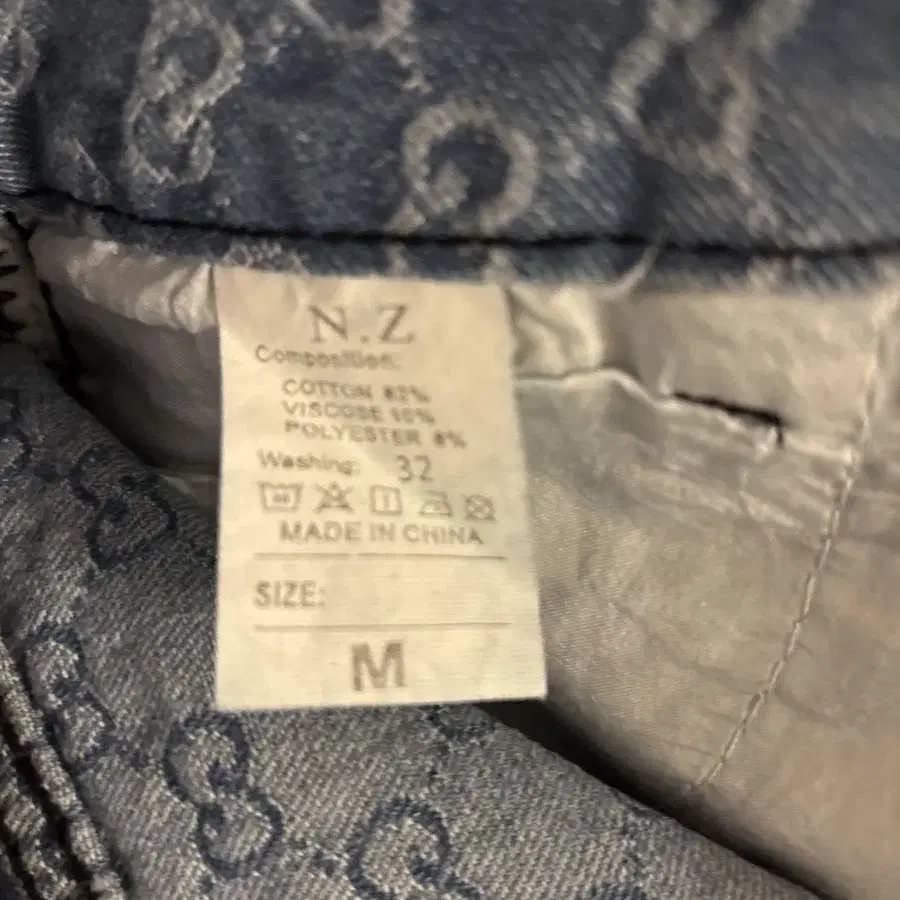 N.Z
Composition:
COTTON 82%
VISCOSE 10%
POLYESTER 8%
Washing: 32
MADE IN CHINA
SIZE:
M